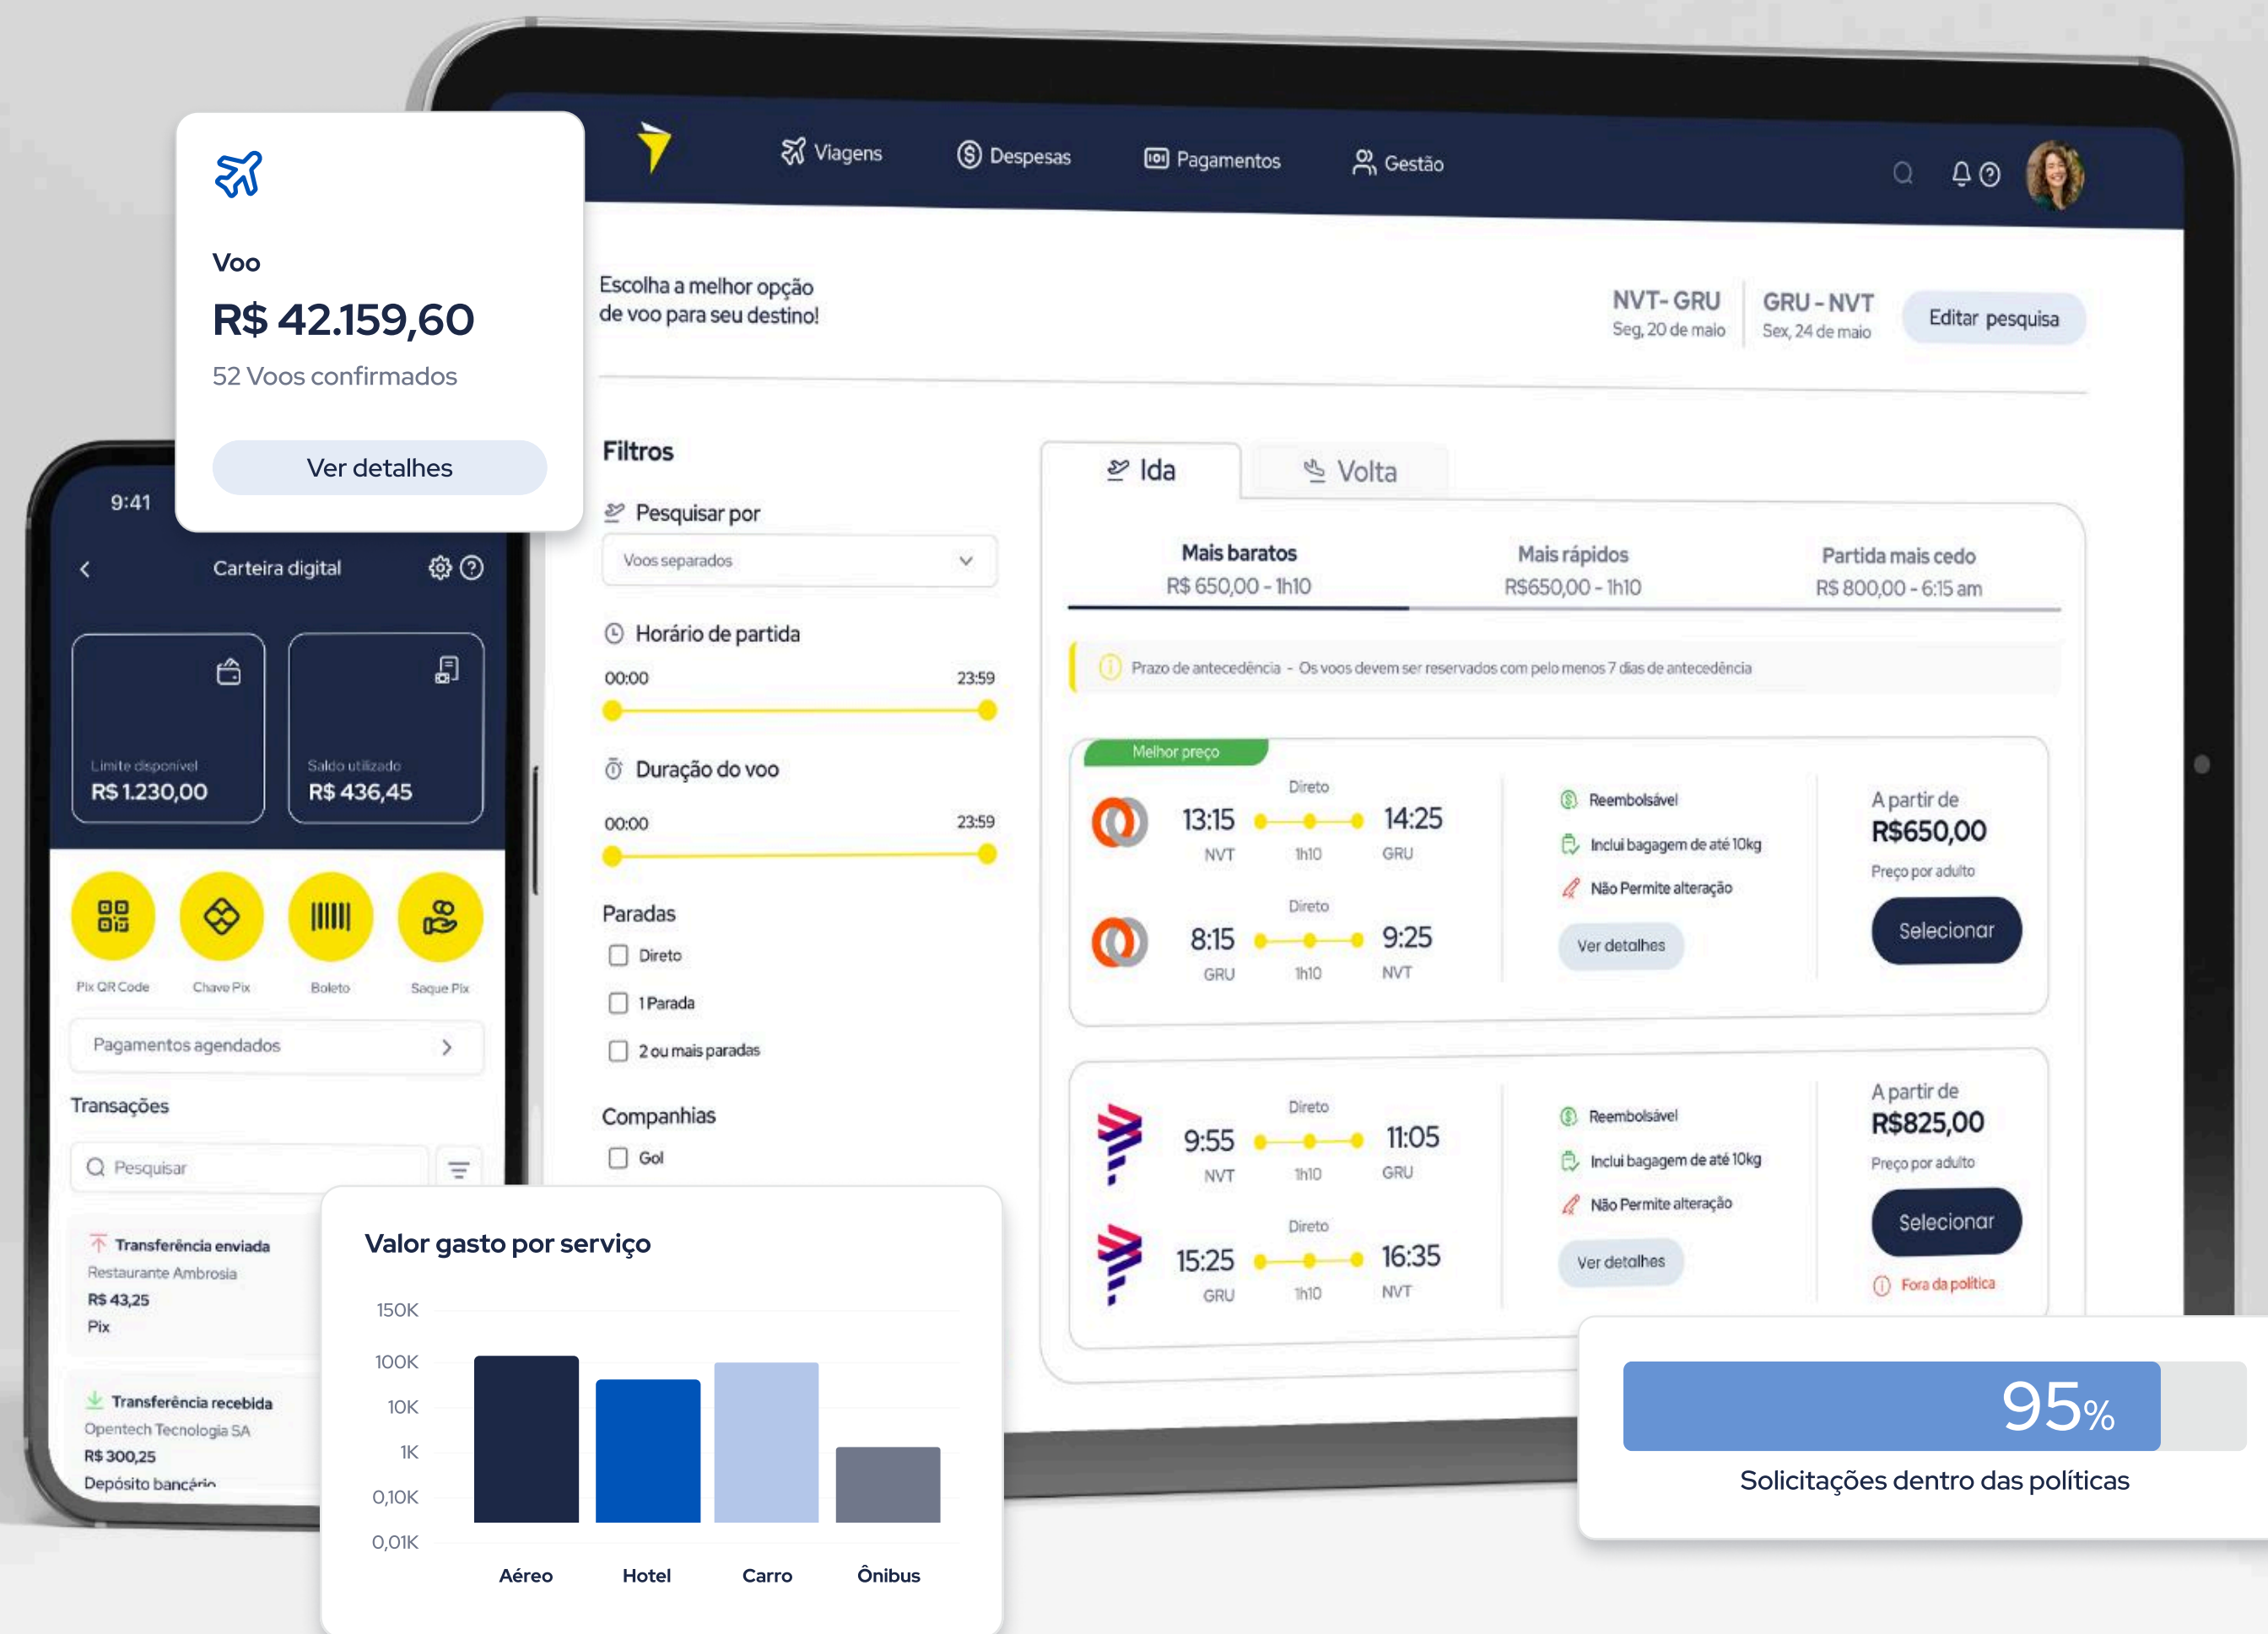 Voo
R$ 42.159,60
52 Voos confirmados
Ver detalhes
Viagens
Despesas
Pagamentos
Gestão
Escolha a melhor opção
de voo para seu destino!
NVT- GRU
Seg, 20 de maio
GRU - NVT
Sex, 24 de maio
Editar pesquisa
Filtros
Pesquisar por
Voos separados
Horário de partida
00:00 23:59
Duração do voo
00:00 23:59
Paradas
Direto
1 Parada
2 ou mais paradas
Companhias
Gol
Ida
Volta
Mais baratos
R$ 650,00 - 1h10
Mais rápidos
R$650,00 - 1h10
Partida mais cedo
R$ 800,00 - 6:15 am
Prazo de antecedência - Os voos devem ser reservados com pelo menos 7 dias de antecedência
Melhor preço
Direto
13:15 14:25
NVT 1h10 GRU
Direto
8:15 9:25
GRU 1h10 NVT
Reembolsável
Inclui bagagem de até 10kg
Não Permite alteração
Ver detalhes
A partir de
R$650,00
Preço por adulto
Selecionar
Direto
9:55 11:05
NVT 1h10 GRU
Direto
15:25 16:35
GRU 1h10 NVT
Reembolsável
Inclui bagagem de até 10kg
Não Permite alteração
Ver detalhes
A partir de
R$825,00
Preço por adulto
Selecionar
Fora da política
9:41
Carteira digital
Limite disponível
R$ 1.230,00
Saldo utilizado
R$ 436,45
Pix QR Code
Chave Pix
Boleto
Saque Pix
Pagamentos agendados
Transações
Pesquisar
Transferência enviada
Restaurante Ambrosia
R$ 43,25
Pix
Transferência recebida
Opentech Tecnologia SA
R$ 300,25
Depósito bancário
Valor gasto por serviço
150K
100K
10K
1K
0,10K
0,01K
Aéreo
Hotel
Carro
Ônibus
95%
Solicitações dentro das políticas